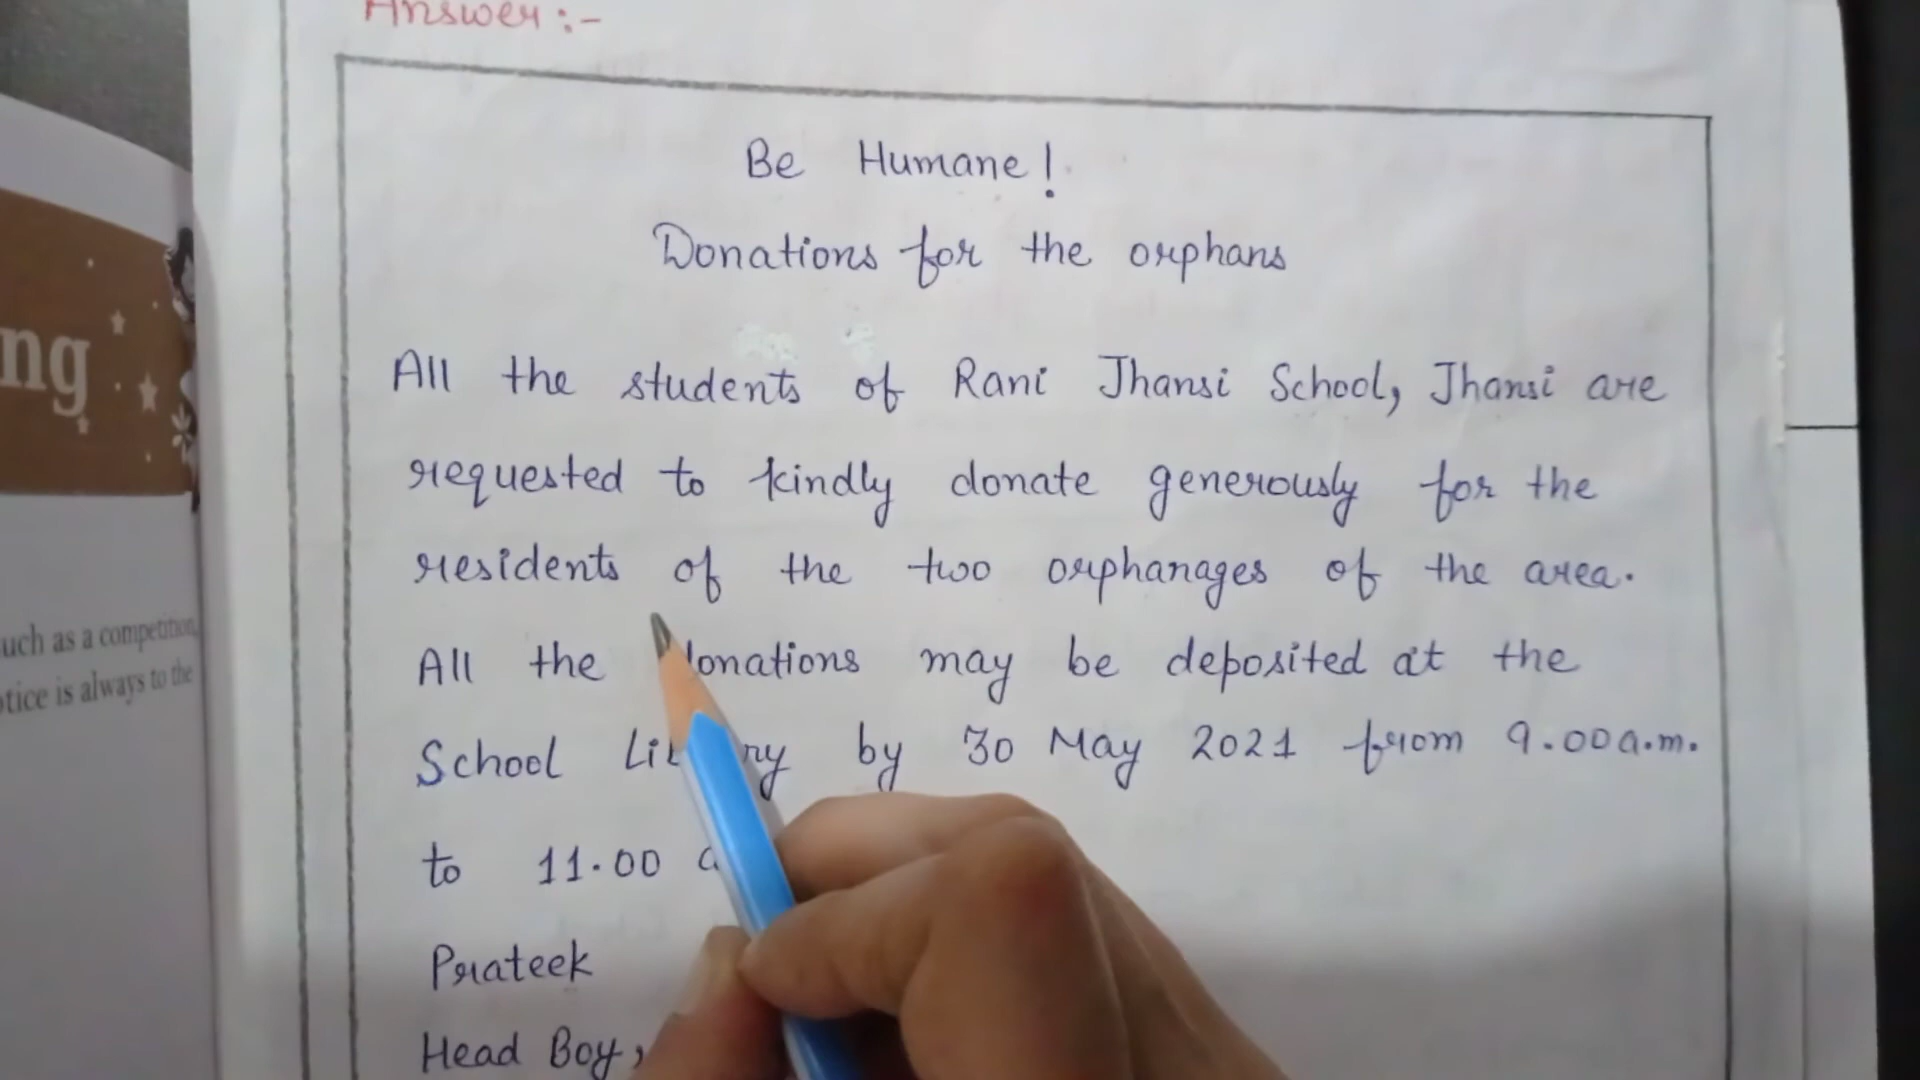 Answer:-
Be Humane!
Donations for the orphans
All the students of Rani Jhansi School, Jhansi are
requested to kindly donate generously for the
residents of the two orphanages of the area.
All the donations may be deposited at the
School by 30 May 2021 from 9.00a.m.
to 11.00
Prateek
Head Boy,
ng
uch as a competition,
otice is always to the